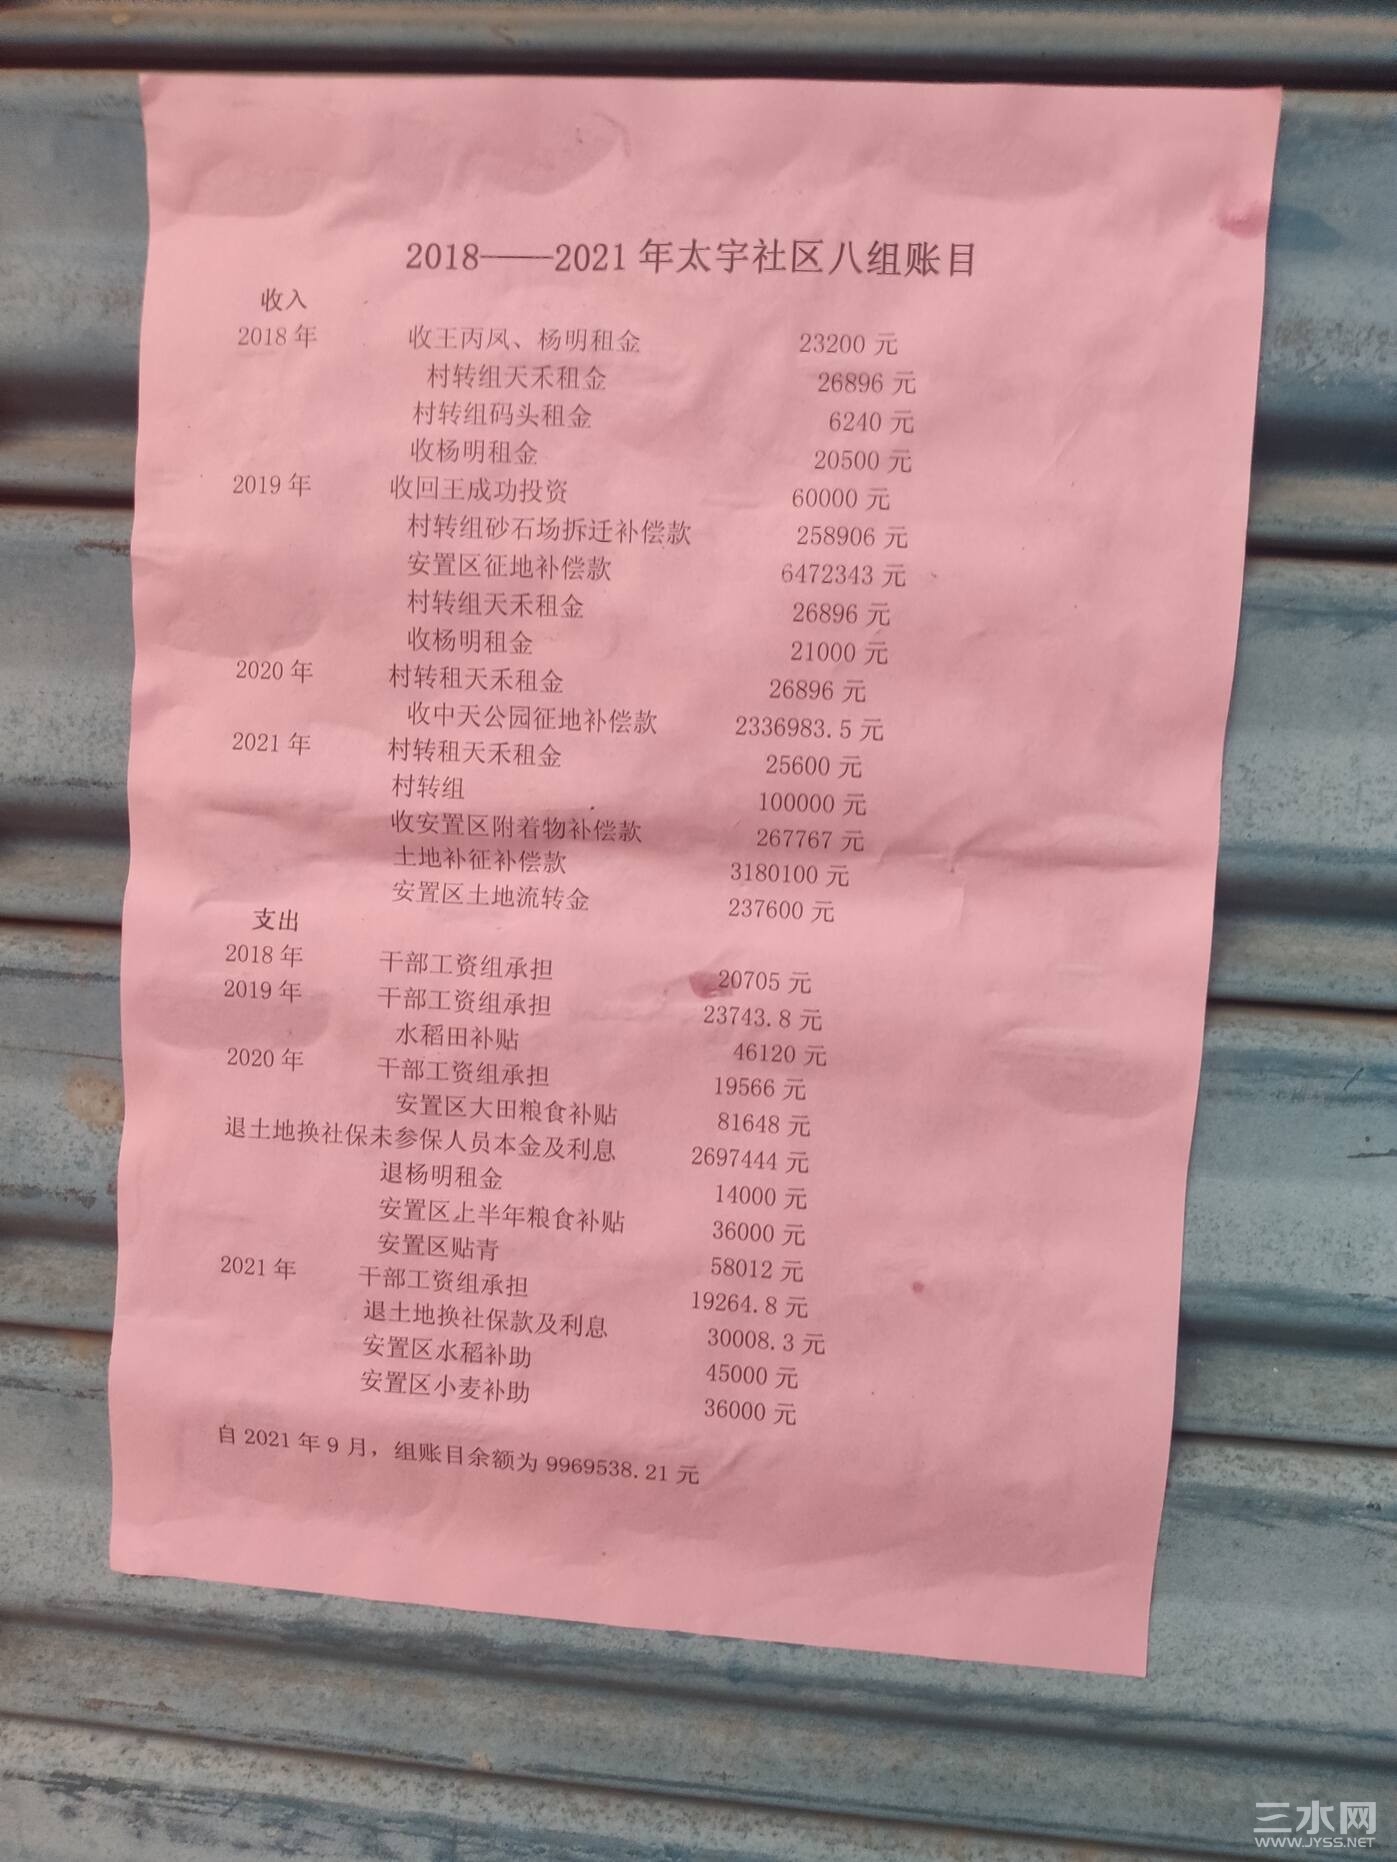 2018——2021年太宇社区八组账目
收入
2018年 收王丙凤、杨明租金 23200元
村转组天禾租金 26896元
村转组码头租金 6240元
收杨明租金 20500元
2019年 收回王成功投资 60000元
村转组砂石场拆迁补偿款 258906元
安置区征地补偿款 6472343元
村转组天禾租金 26896元
收杨明租金 21000元
2020年 村转租天禾租金 26896元
收中天公园征地补偿款 2336983.5元
2021年 村转租天禾租金 25600元
村转组 100000元
收安置区附着物补偿款 267767元
土地补征补偿款 3180100元
安置区土地流转金 237600元
支出
2018年 干部工资组承担 20705元
2019年 干部工资组承担 23743.8元
水稻田补贴 46120元
2020年 干部工资组承担 19566元
安置区大田粮食补贴 81648元
退土地换社保未参保人员本金及利息 2697444元
退杨明租金 14000元
安置区上半年粮食补贴 36000元
安置区贴青 58012元
2021年 干部工资组承担 19264.8元
退土地换社保款及利息 30008.3元
安置区水稻补助 45000元
安置区小麦补助 36000元
自2021年9月，组账目余额为9969538.21元
三水网
WWW.JYSS.NET